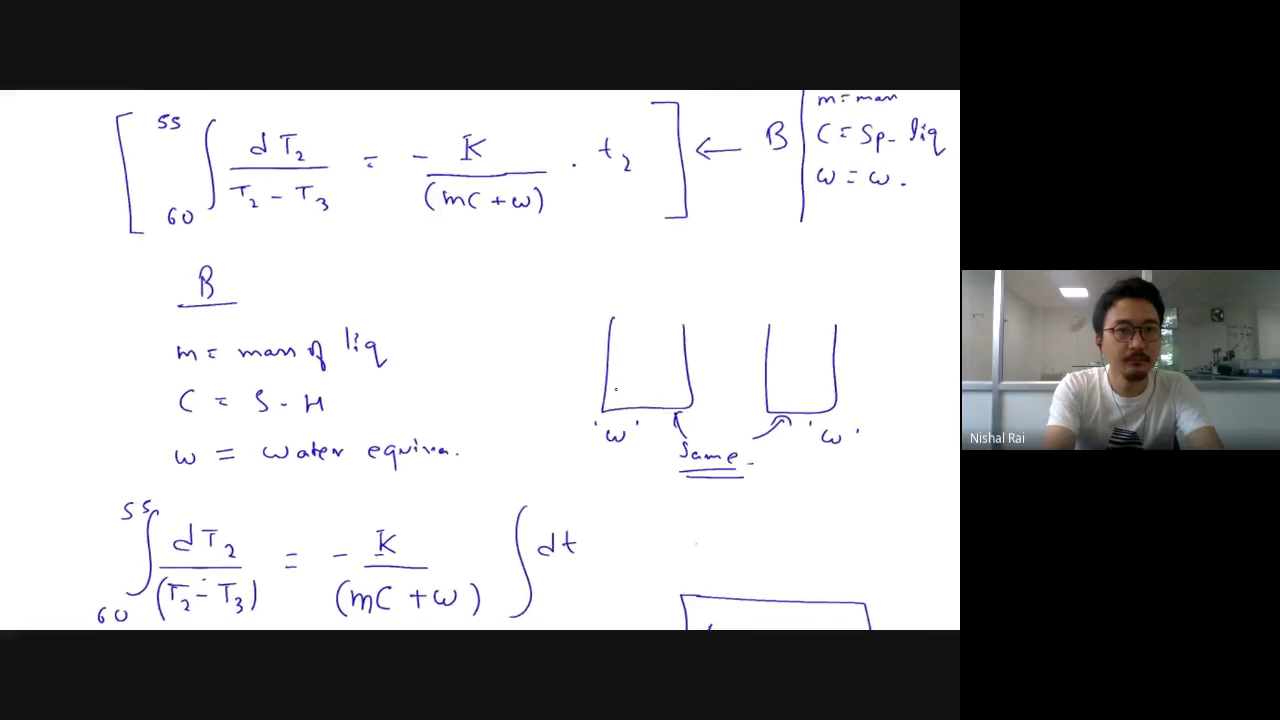 55
∫ dT₂ / (T₂ - T₃) = - K / (mC + ω) . t₂ ← B
60
m = mass
C = Sp- liq
ω = ω .
B
m = mass of liq
C = S - H
ω = water equiva.
'ω' same - 'ω'
55
∫ dT₂ / (T₂ - T₃) = - K / (mC + ω) ∫ dt
60
Nishal Rai